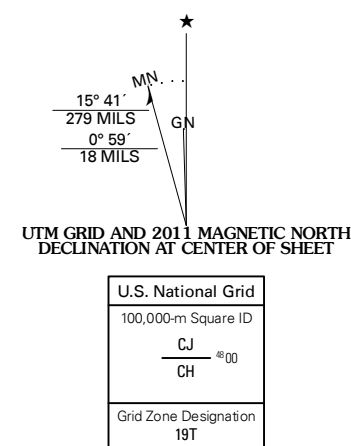 ★
MN
15° 41´
279 MILS
GN
0° 59´
18 MILS
UTM GRID AND 2011 MAGNETIC NORTH
DECLINATION AT CENTER OF SHEET
U.S. National Grid
100,000-m Square ID
CJ
⁴⁸00
CH
Grid Zone Designation
19T